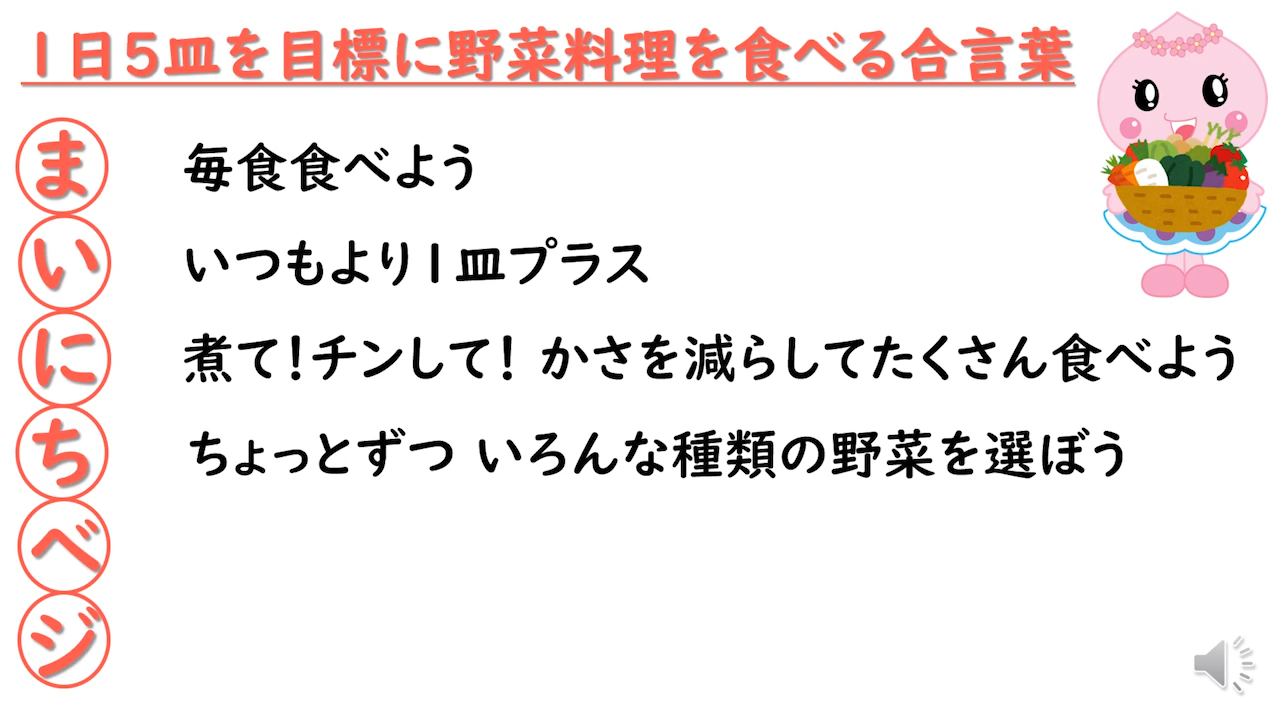 1日5皿を目標に野菜料理を食べる合言葉
ま 毎食食べよう
い いつもより1皿プラス
に 煮て!チンして! かさを減らしてたくさん食べよう
ち ちょっとずつ いろんな種類の野菜を選ぼう
ベ
ジ